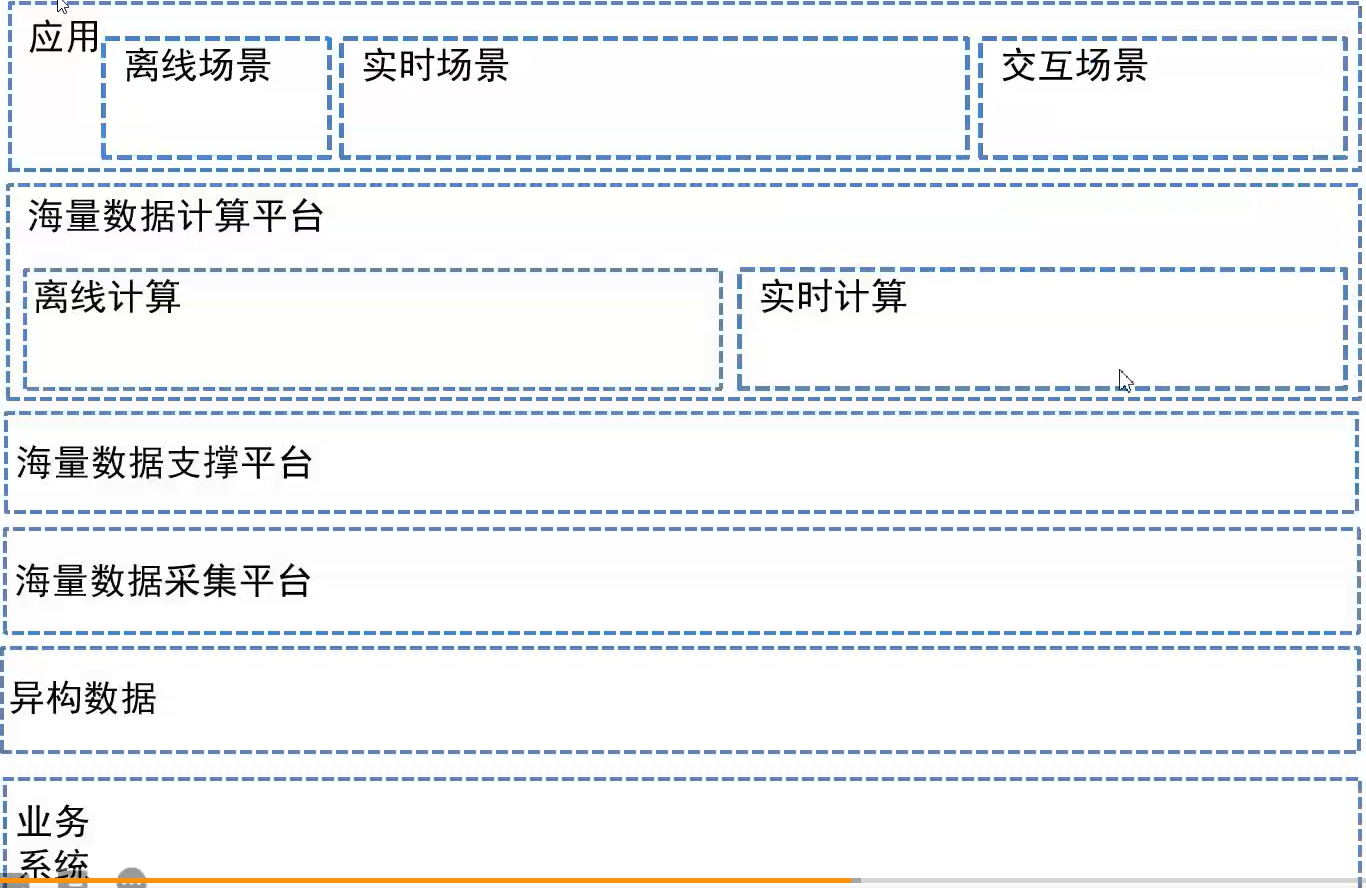 应用
离线场景
实时场景
交互场景
海量数据计算平台
离线计算
实时计算
海量数据支撑平台
海量数据采集平台
异构数据
业务
系统